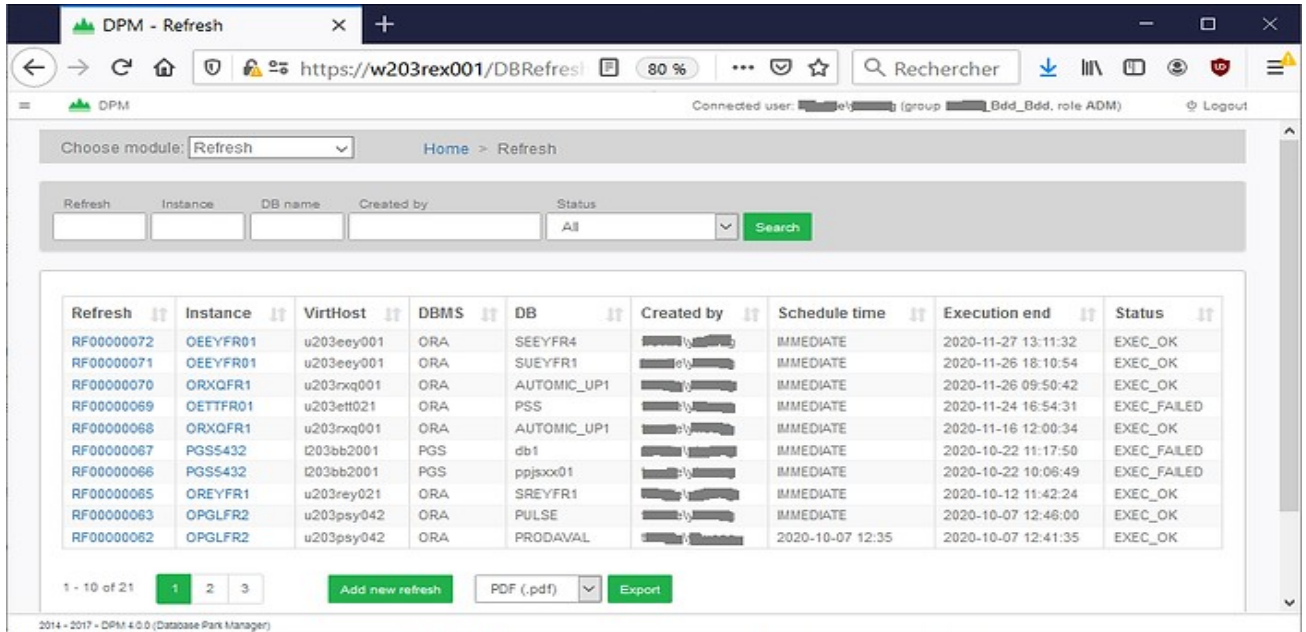 DPM - Refresh
https://w203rex001/DBRefres
80 %
Rechercher
DPM
Connected user: (group _Bdd_Bdd, role ADM)
Logout
Choose module: Refresh
Home > Refresh
Refresh Instance DB name Created by Status
All Search
Refresh Instance VirtHost DBMS DB Created by Schedule time Execution end Status
RF00000072 OEEYFR01 u203eey001 ORA SEEYFR4 IMMEDIATE 2020-11-27 13:11:32 EXEC_OK
RF00000071 OEEYFR01 u203eey001 ORA SUEYFR1 IMMEDIATE 2020-11-26 18:10:54 EXEC_OK
RF00000070 ORXQFR1 u203rxq001 ORA AUTOMIC_UP1 IMMEDIATE 2020-11-26 09:50:42 EXEC_OK
RF00000069 OETTFR01 u203ett021 ORA PSS IMMEDIATE 2020-11-24 16:54:31 EXEC_FAILED
RF00000068 ORXQFR1 u203rxq001 ORA AUTOMIC_UP1 IMMEDIATE 2020-11-16 12:00:34 EXEC_OK
RF00000067 PGS5432 l203bb2001 PGS db1 IMMEDIATE 2020-10-22 11:17:50 EXEC_FAILED
RF00000066 PGS5432 l203bb2001 PGS ppjsxx01 IMMEDIATE 2020-10-22 10:06:49 EXEC_FAILED
RF00000065 OREYFR1 u203rey021 ORA SREYFR1 IMMEDIATE 2020-10-12 11:42:24 EXEC_OK
RF00000063 OPGLFR2 u203psy042 ORA PULSE IMMEDIATE 2020-10-07 12:46:00 EXEC_OK
RF00000062 OPGLFR2 u203psy042 ORA PRODAVAL 2020-10-07 12:35 2020-10-07 12:41:35 EXEC_OK
1 - 10 of 21 1 2 3 Add new refresh PDF (.pdf) Export
2014 - 2017 - DPM 4.0.0 (Database Park Manager)